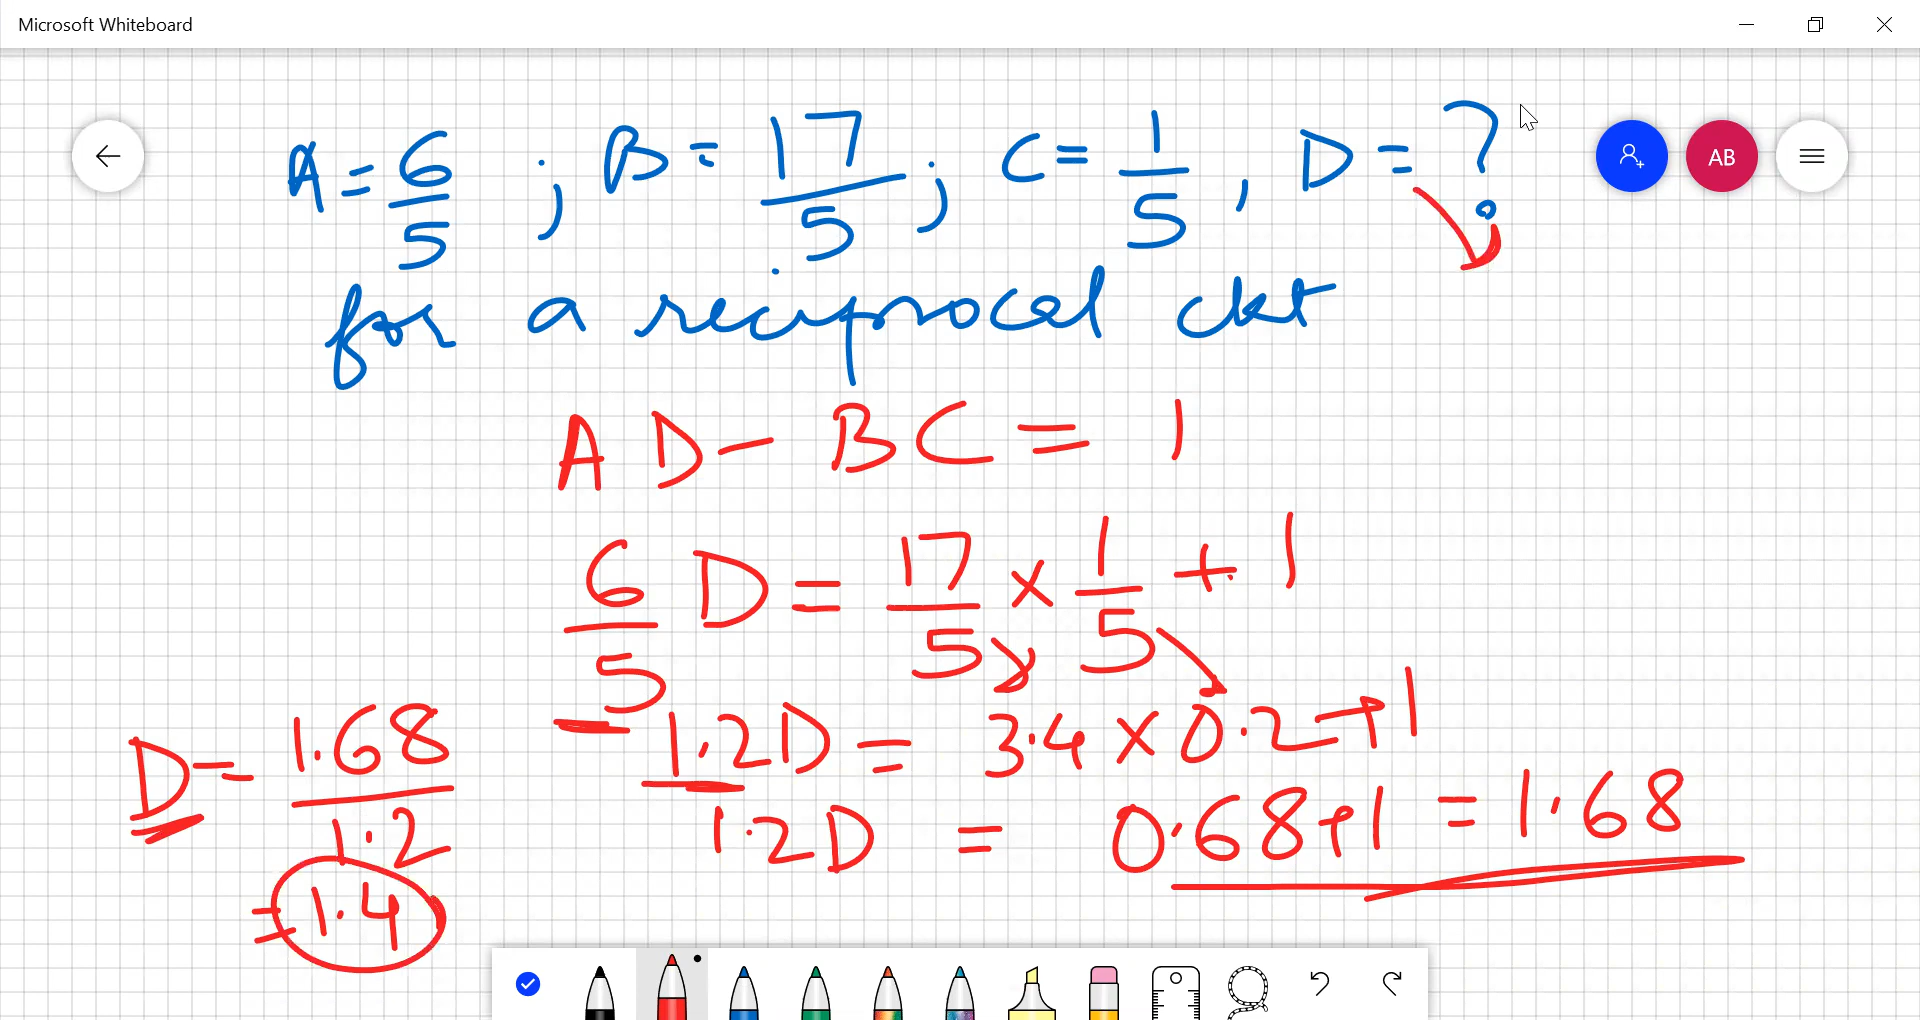 Microsoft Whiteboard
A = 6/5 ; B = 17/5 ; C = 1/5 , D = ?
AB
for a reciprocal ckt
AD - BC = 1
6/5 D = 17/5 × 1/5 + 1
1.2D = 3.4 × 0.2 + 1
1.2D = 0.68 + 1 = 1.68
D = 1.68/1.2
= 1.4